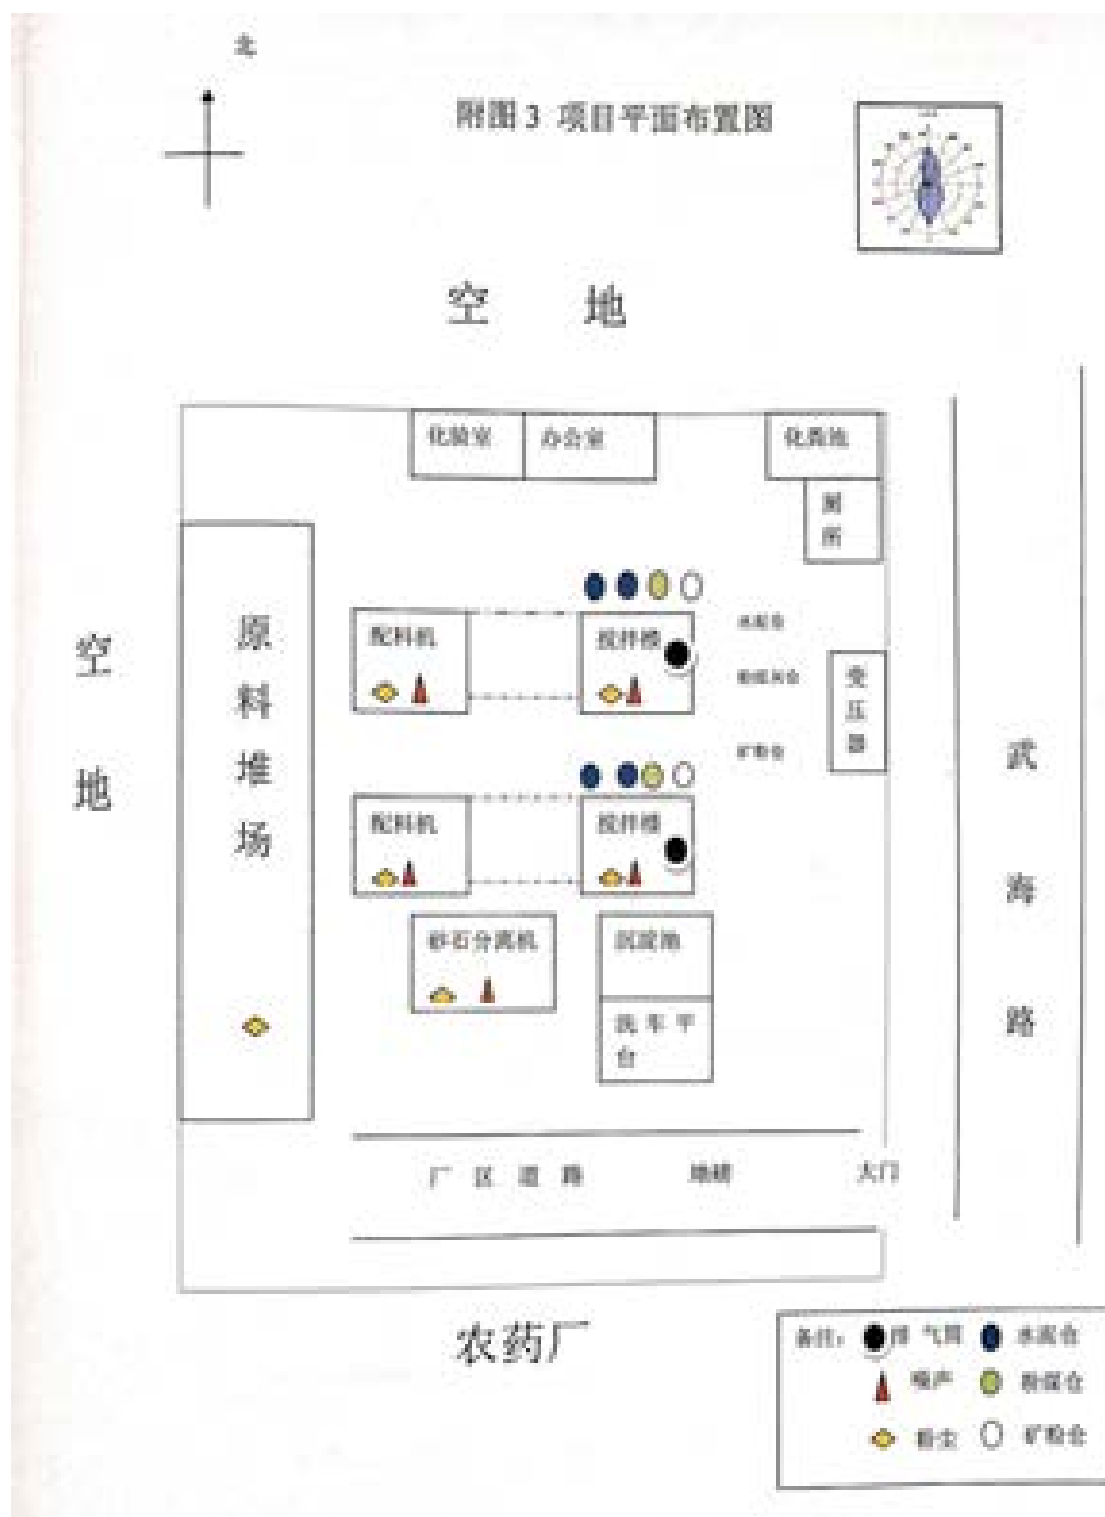 北
附图3 项目平面布置图
空 地
化验室 办公室 化粪池
厕所
空地
原料堆场
配料机 搅拌楼
水泥仓
粉煤灰仓
矿粉仓
变压器
武海路
配料机 搅拌楼
砂石分离机 沉淀池
洗车平
台
厂区道路 地磅 大门
农药厂
备注: 排气筒 水泥仓
噪声 粉煤仓
粉尘 矿粉仓